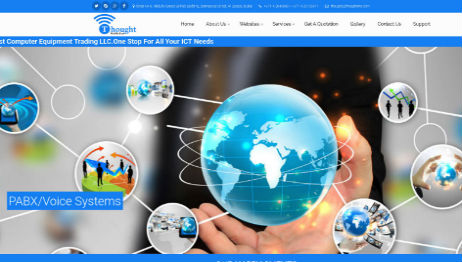 Thought
Home About Us Websites Services Get A Quotation Gallery Contact Us Support
st Computer Equipment Trading LLC.One Stop For All Your ICT Needs
PABX/Voice Systems